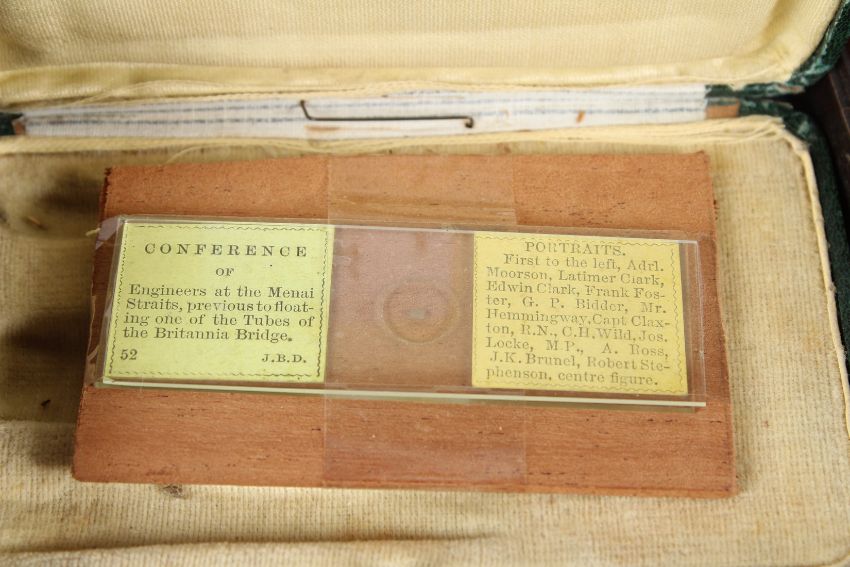 CONFERENCE
OF
Engineers at the Menai
Straits, previous to float-
ing one of the Tubes of
the Britannia Bridge.
52 J.B.D.
PORTRAITS.
First to the left, Adrl.
Moorson, Latimer Clark,
Edwin Clark, Frank Fos-
ter, G. P. Bidder, Mr.
Hemmingway, Capt Clax-
ton, R.N., C.H. Wild, Jos.
Locke, M.P., A. Ross,
J.K. Brunel, Robert Ste-
phenson, centre figure.